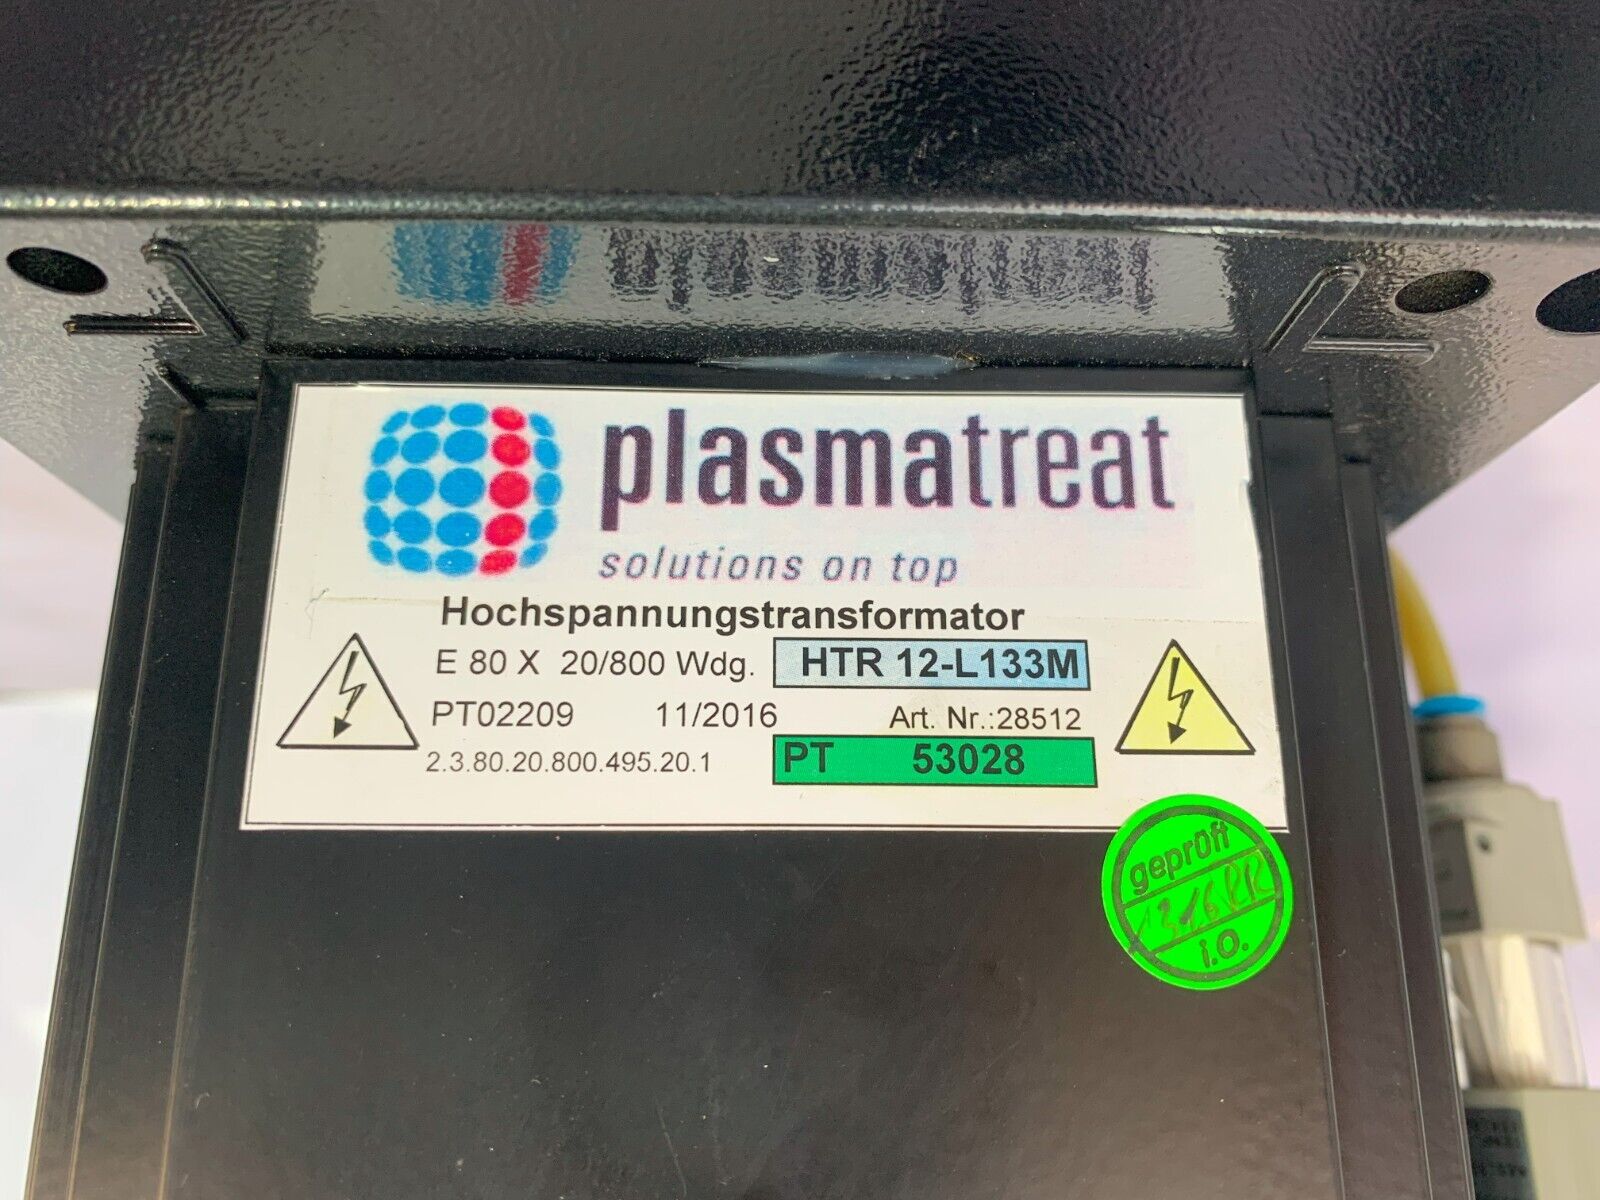 plasmatreat
solutions on top
Hochspannungstransformator
E 80 X 20/800 Wdg. HTR 12-L133M
PT02209 11/2016 Art. Nr.:28512
2.3.80.20.800.495.20.1 PT 53028
geprüft
i.O.